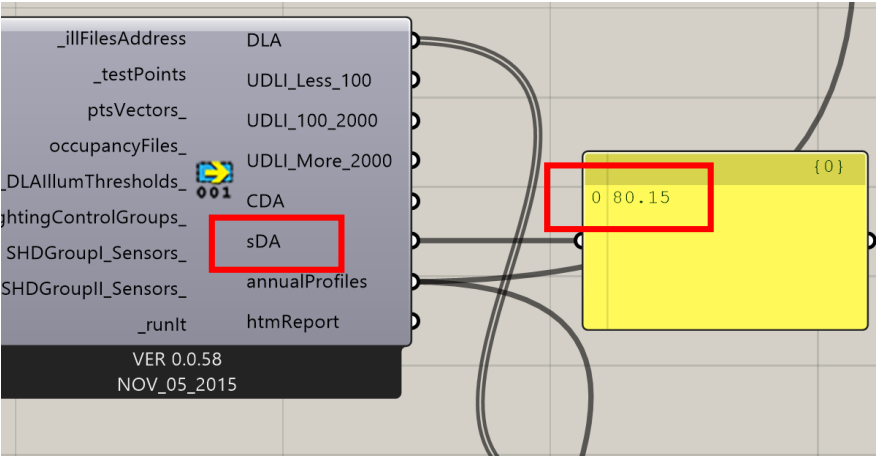 _illFilesAddress
_testPoints
ptsVectors_
occupancyFiles_
_DLAIllumThresholds_
ghtingControlGroups_
SHDGroupI_Sensors_
SHDGroupII_Sensors_
_runIt
001
DLA
UDLI_Less_100
UDLI_100_2000
UDLI_More_2000
CDA
sDA
annualProfiles
htmReport
VER 0.0.58
NOV_05_2015
{0}
0 80.15